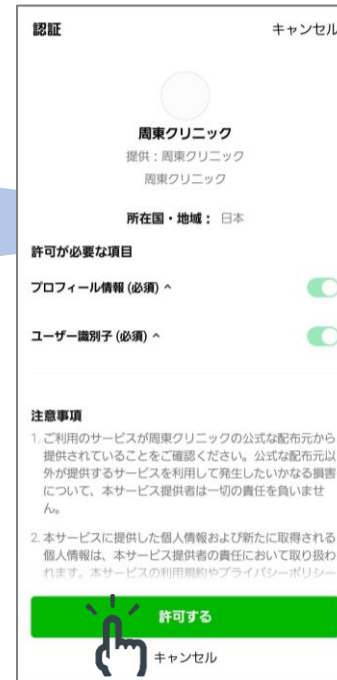 認証 キャンセル
周東クリニック
提供：周東クリニック
周東クリニック
所在国・地域： 日本
許可が必要な項目
プロフィール情報 (必須) ^
ユーザー識別子 (必須) ^
注意事項
1. ご利用のサービスが周東クリニックの公式な配布元から
提供されていることをご確認ください。公式な配布元以
外が提供するサービスを利用して発生したいかなる損害
について、本サービス提供者は一切の責任を負いませ
ん。
2. 本サービスに提供した個人情報および新たに取得される
個人情報は、本サービス提供者の責任において取り扱わ
れます。本サービスの利用規約やプライバシーポリシー
許可する
キャンセル